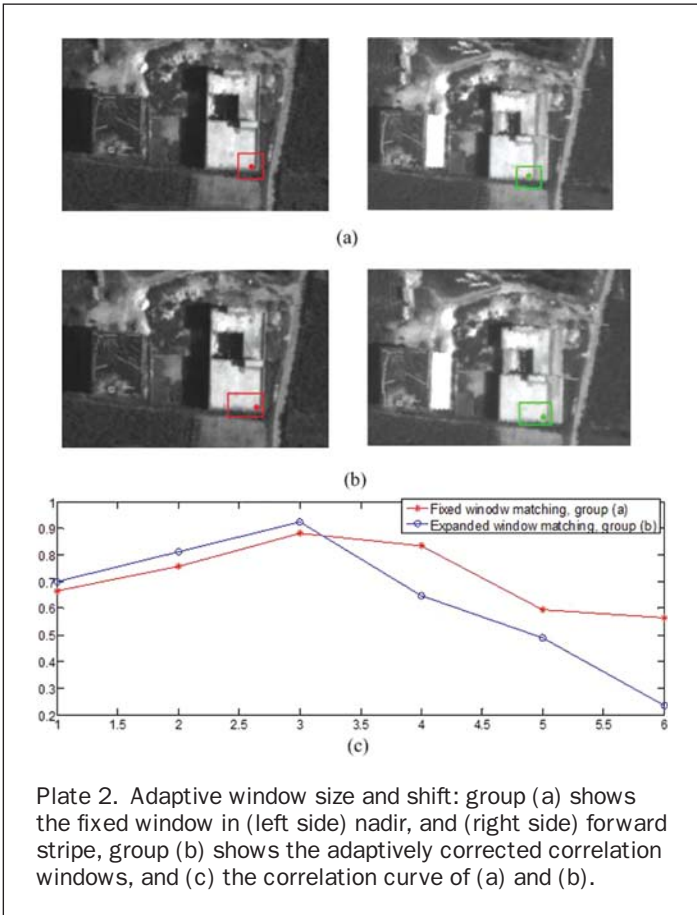 (a)
(b)
1
0.9
0.8
0.7
0.6
0.5
0.4
0.3
0.2
Fixed winodw matching, group (a)
Expanded window matching, group (b)
1 1.5 2 2.5 3 3.5 4 4.5 5 5.5 6
(c)
Plate 2. Adaptive window size and shift: group (a) shows
the fixed window in (left side) nadir, and (right side) forward
stripe, group (b) shows the adaptively corrected correlation
windows, and (c) the correlation curve of (a) and (b).